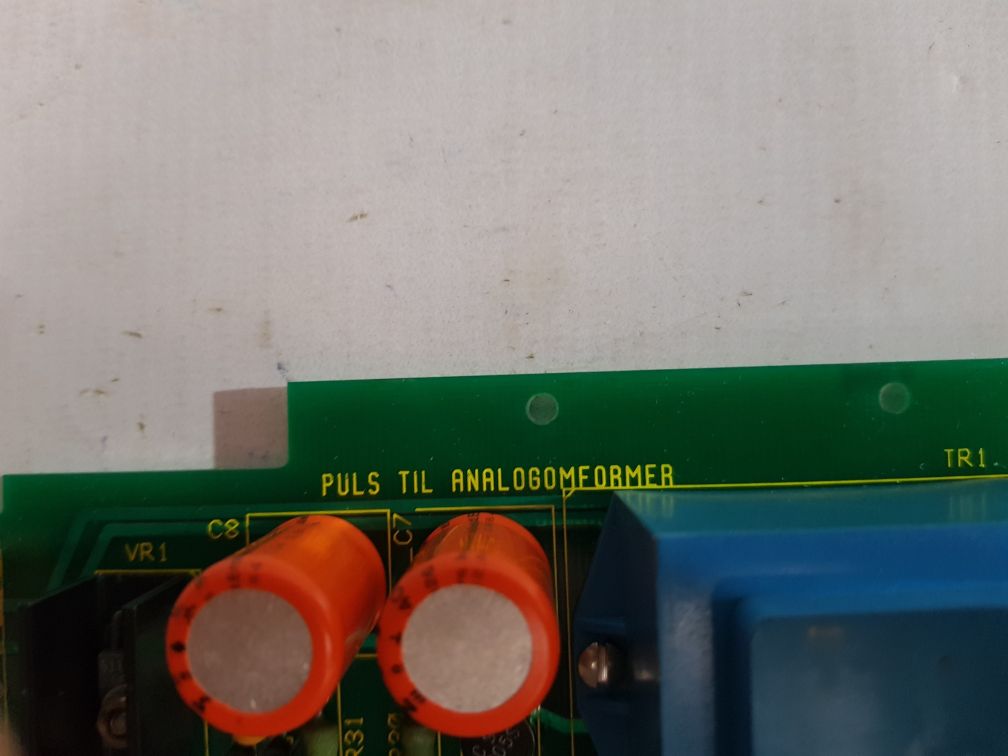 PULS TIL ANALOGOMFORMER
TR1
C8
C7
VR1
R31